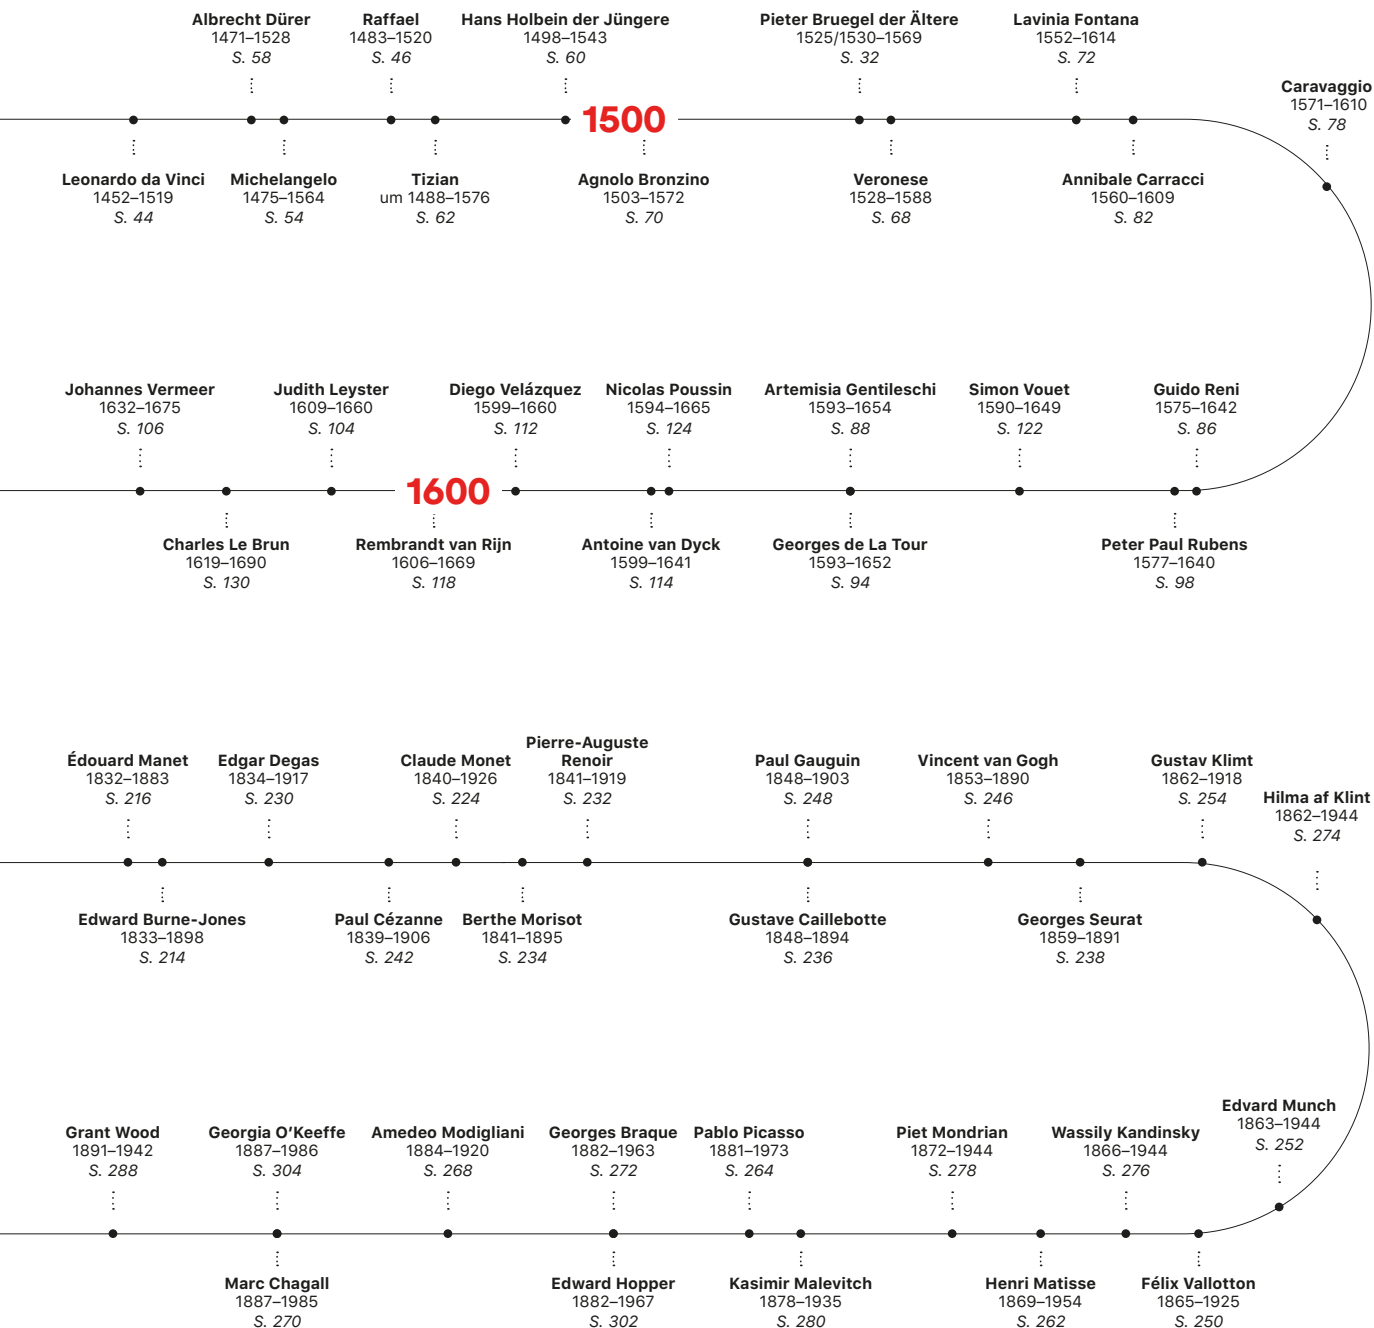 Albrecht Dürer
1471–1528
S. 58
Raffael
1483–1520
S. 46
Hans Holbein der Jüngere
1498–1543
S. 60
Pieter Bruegel der Ältere
1525/1530–1569
S. 32
Lavinia Fontana
1552–1614
S. 72
Caravaggio
1571–1610
S. 78
1500
Leonardo da Vinci
1452–1519
S. 44
Michelangelo
1475–1564
S. 54
Tizian
um 1488–1576
S. 62
Agnolo Bronzino
1503–1572
S. 70
Veronese
1528–1588
S. 68
Annibale Carracci
1560–1609
S. 82
Johannes Vermeer
1632–1675
S. 106
Judith Leyster
1609–1660
S. 104
Diego Velázquez
1599–1660
S. 112
Nicolas Poussin
1594–1665
S. 124
Artemisia Gentileschi
1593–1654
S. 88
Simon Vouet
1590–1649
S. 122
Guido Reni
1575–1642
S. 86
1600
Charles Le Brun
1619–1690
S. 130
Rembrandt van Rijn
1606–1669
S. 118
Antoine van Dyck
1599–1641
S. 114
Georges de La Tour
1593–1652
S. 94
Peter Paul Rubens
1577–1640
S. 98
Édouard Manet
1832–1883
S. 216
Edgar Degas
1834–1917
S. 230
Claude Monet
1840–1926
S. 224
Pierre-Auguste
Renoir
1841–1919
S. 232
Paul Gauguin
1848–1903
S. 248
Vincent van Gogh
1853–1890
S. 246
Gustav Klimt
1862–1918
S. 254
Hilma af Klint
1862–1944
S. 274
Edward Burne-Jones
1833–1898
S. 214
Paul Cézanne
1839–1906
S. 242
Berthe Morisot
1841–1895
S. 234
Gustave Caillebotte
1848–1894
S. 236
Georges Seurat
1859–1891
S. 238
Grant Wood
1891–1942
S. 288
Georgia O’Keeffe
1887–1986
S. 304
Amedeo Modigliani
1884–1920
S. 268
Georges Braque
1882–1963
S. 272
Pablo Picasso
1881–1973
S. 264
Piet Mondrian
1872–1944
S. 278
Wassily Kandinsky
1866–1944
S. 276
Edvard Munch
1863–1944
S. 252
Marc Chagall
1887–1985
S. 270
Edward Hopper
1882–1967
S. 302
Kasimir Malevitch
1878–1935
S. 280
Henri Matisse
1869–1954
S. 262
Félix Vallotton
1865–1925
S. 250